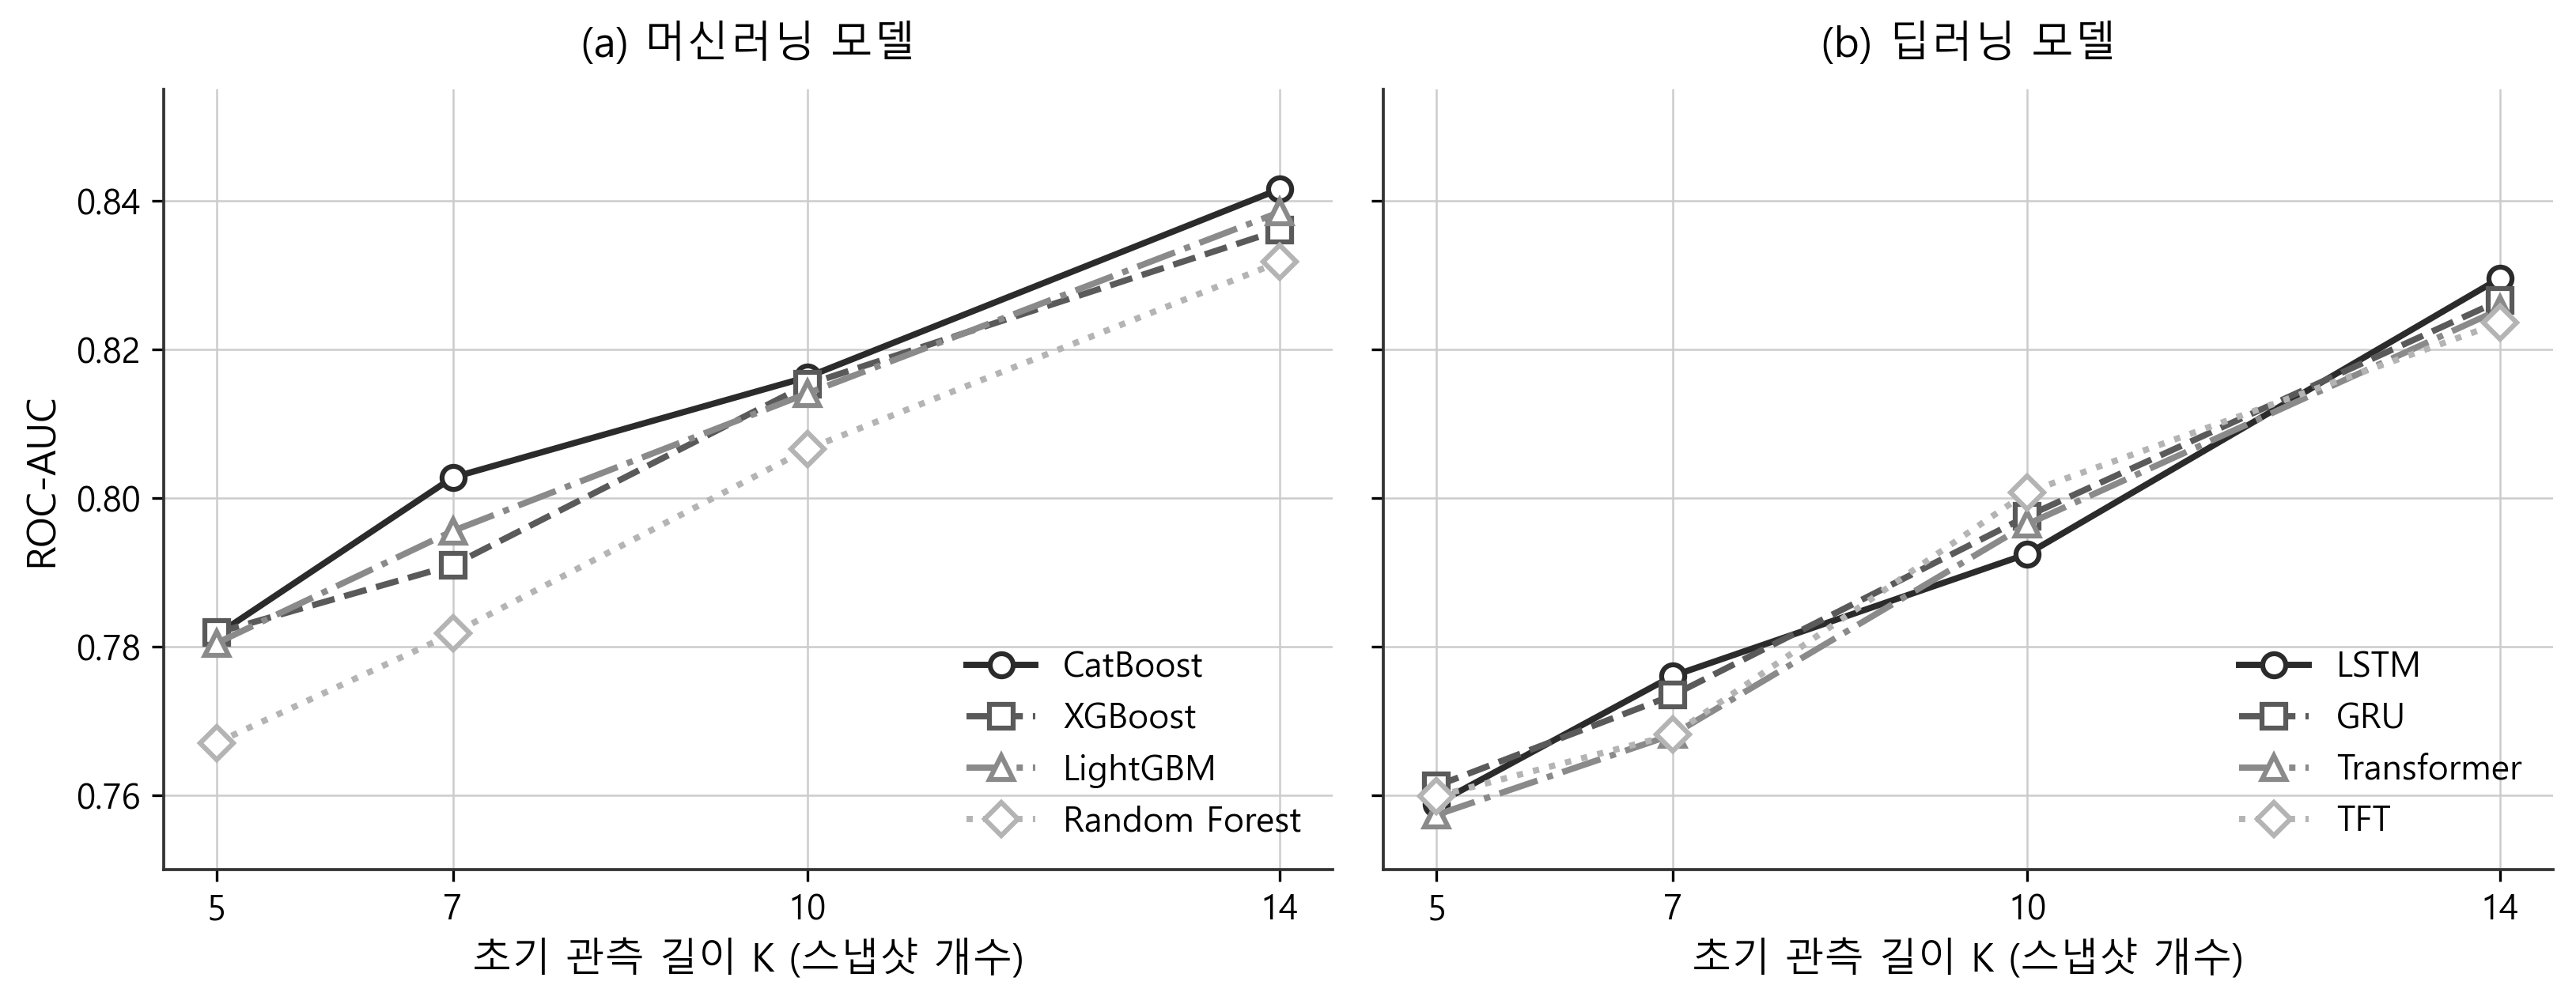 (a) 머신러닝 모델
ROC-AUC
0.84
0.82
0.80
0.78
0.76
CatBoost
XGBoost
LightGBM
Random Forest
5 7 10 14
초기 관측 길이 K (스냅샷 개수)
(b) 딥러닝 모델
LSTM
GRU
Transformer
TFT
5 7 10 14
초기 관측 길이 K (스냅샷 개수)